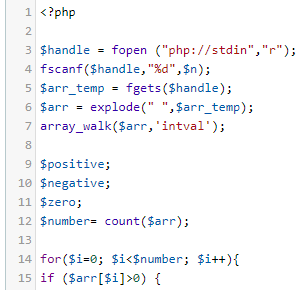 1 <?php
2
3 $handle = fopen ("php://stdin","r");
4 fscanf($handle,"%d",$n);
5 $arr_temp = fgets($handle);
6 $arr = explode(" ",$arr_temp);
7 array_walk($arr,'intval');
8
9 $positive;
10 $negative;
11 $zero;
12 $number= count($arr);
13
14 for($i=0; $i<$number; $i++){
15 if ($arr[$i]>0) {